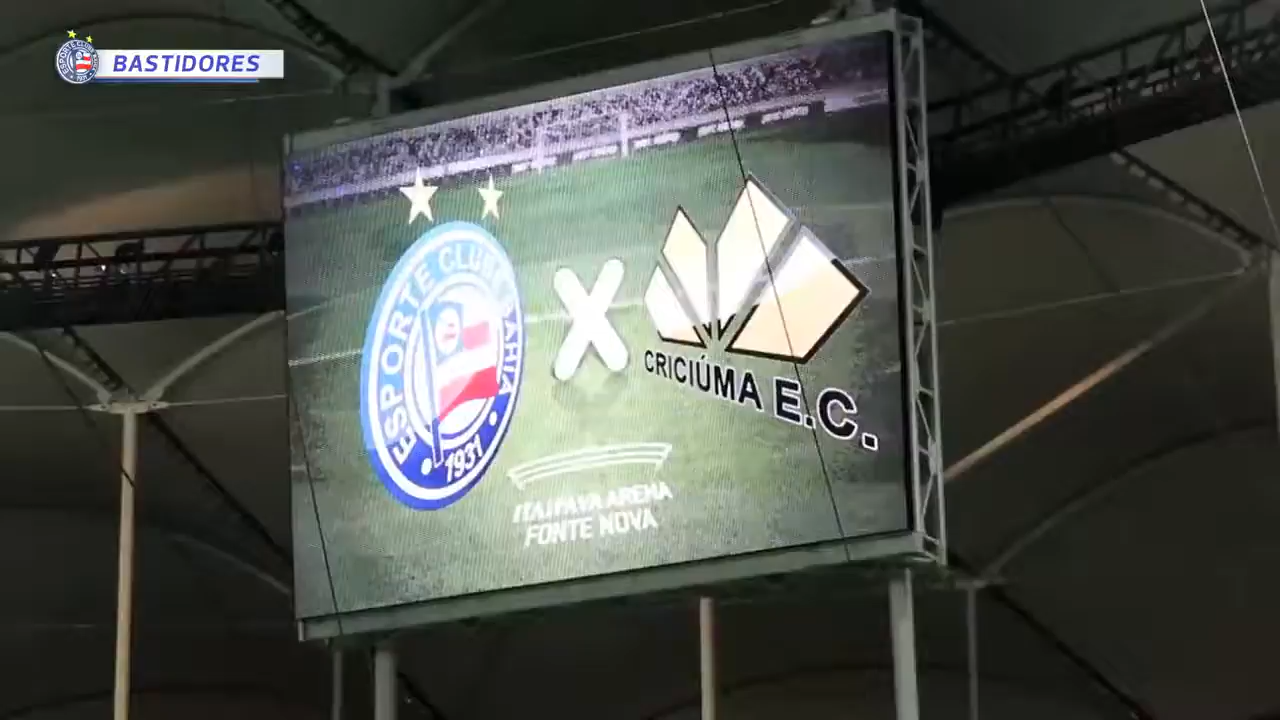 BASTIDORES
ESPORTE CLUBE BAHIA
1931
X
CRICIÚMA E.C.
ITAIPAVA ARENA
FONTE NOVA